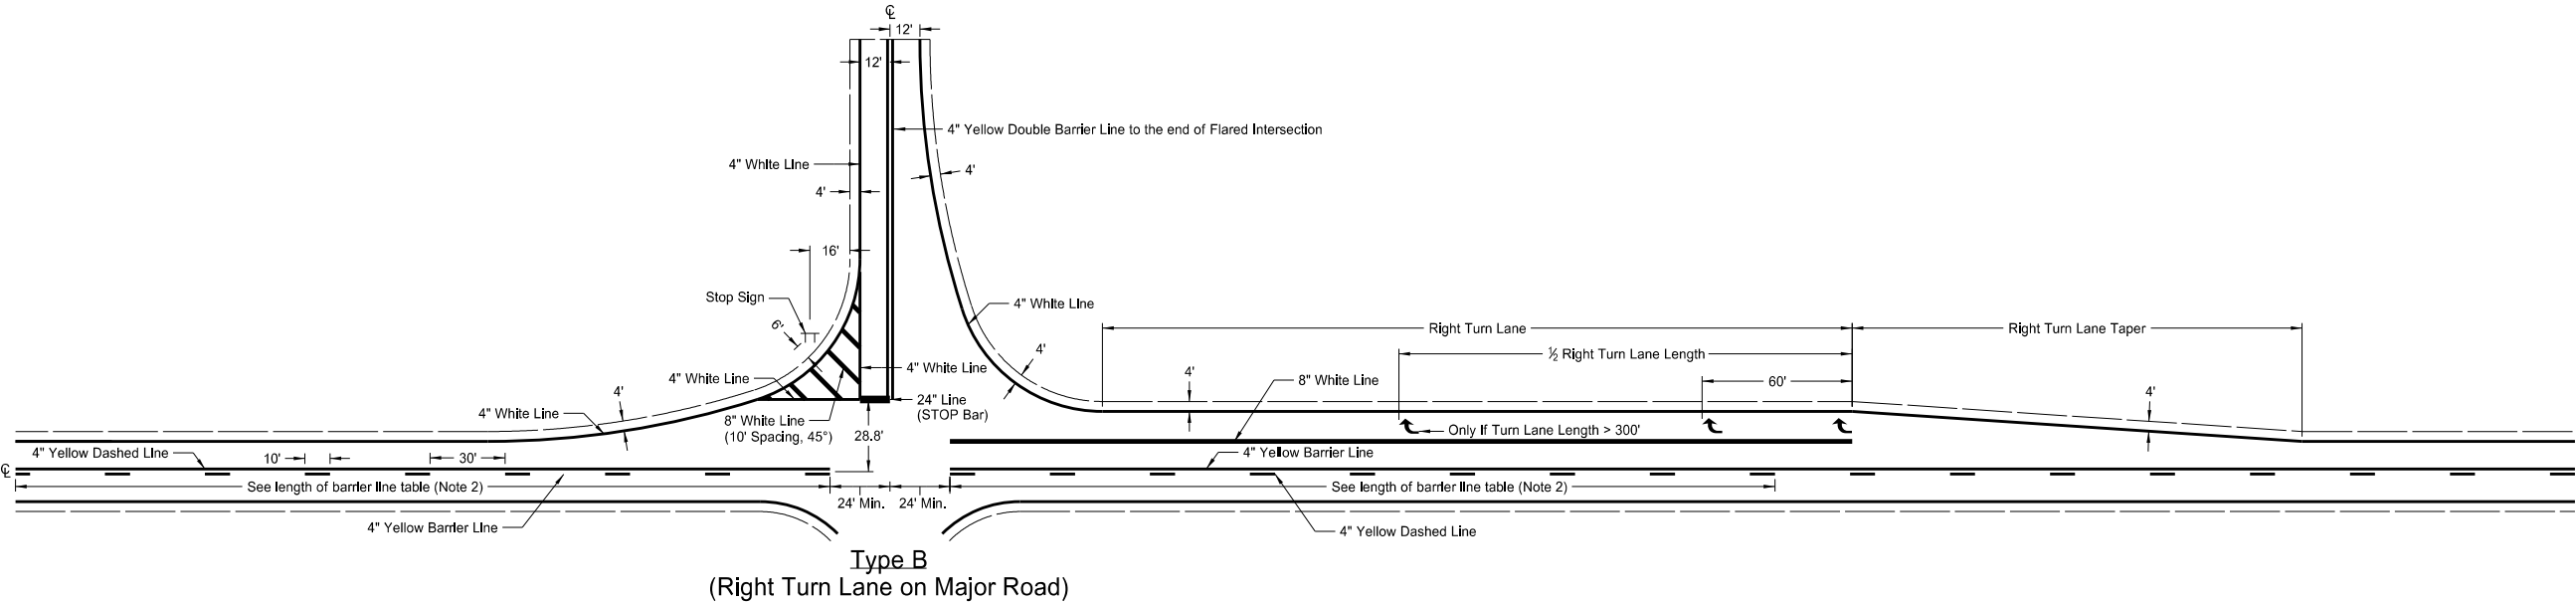 ℄
12'
12'
4" Yellow Double Barrier Line to the end of Flared Intersection
4" White Line
4'
4'
16'
Stop Sign
6'
4" White Line
Right Turn Lane
Right Turn Lane Taper
4'
½ Right Turn Lane Length
4" White Line
4" White Line
4'
8" White Line
60'
4'
4'
24" Line
(STOP Bar)
4" White Line
8" White Line
(10' Spacing, 45°)
28.8'
Only If Turn Lane Length > 300'
4" Yellow Dashed Line
10'
30'
4" Yellow Barrier Line
℄
See length of barrier line table (Note 2)
See length of barrier line table (Note 2)
24' Min.
24' Min.
4" Yellow Barrier Line
4" Yellow Dashed Line
Type B
(Right Turn Lane on Major Road)